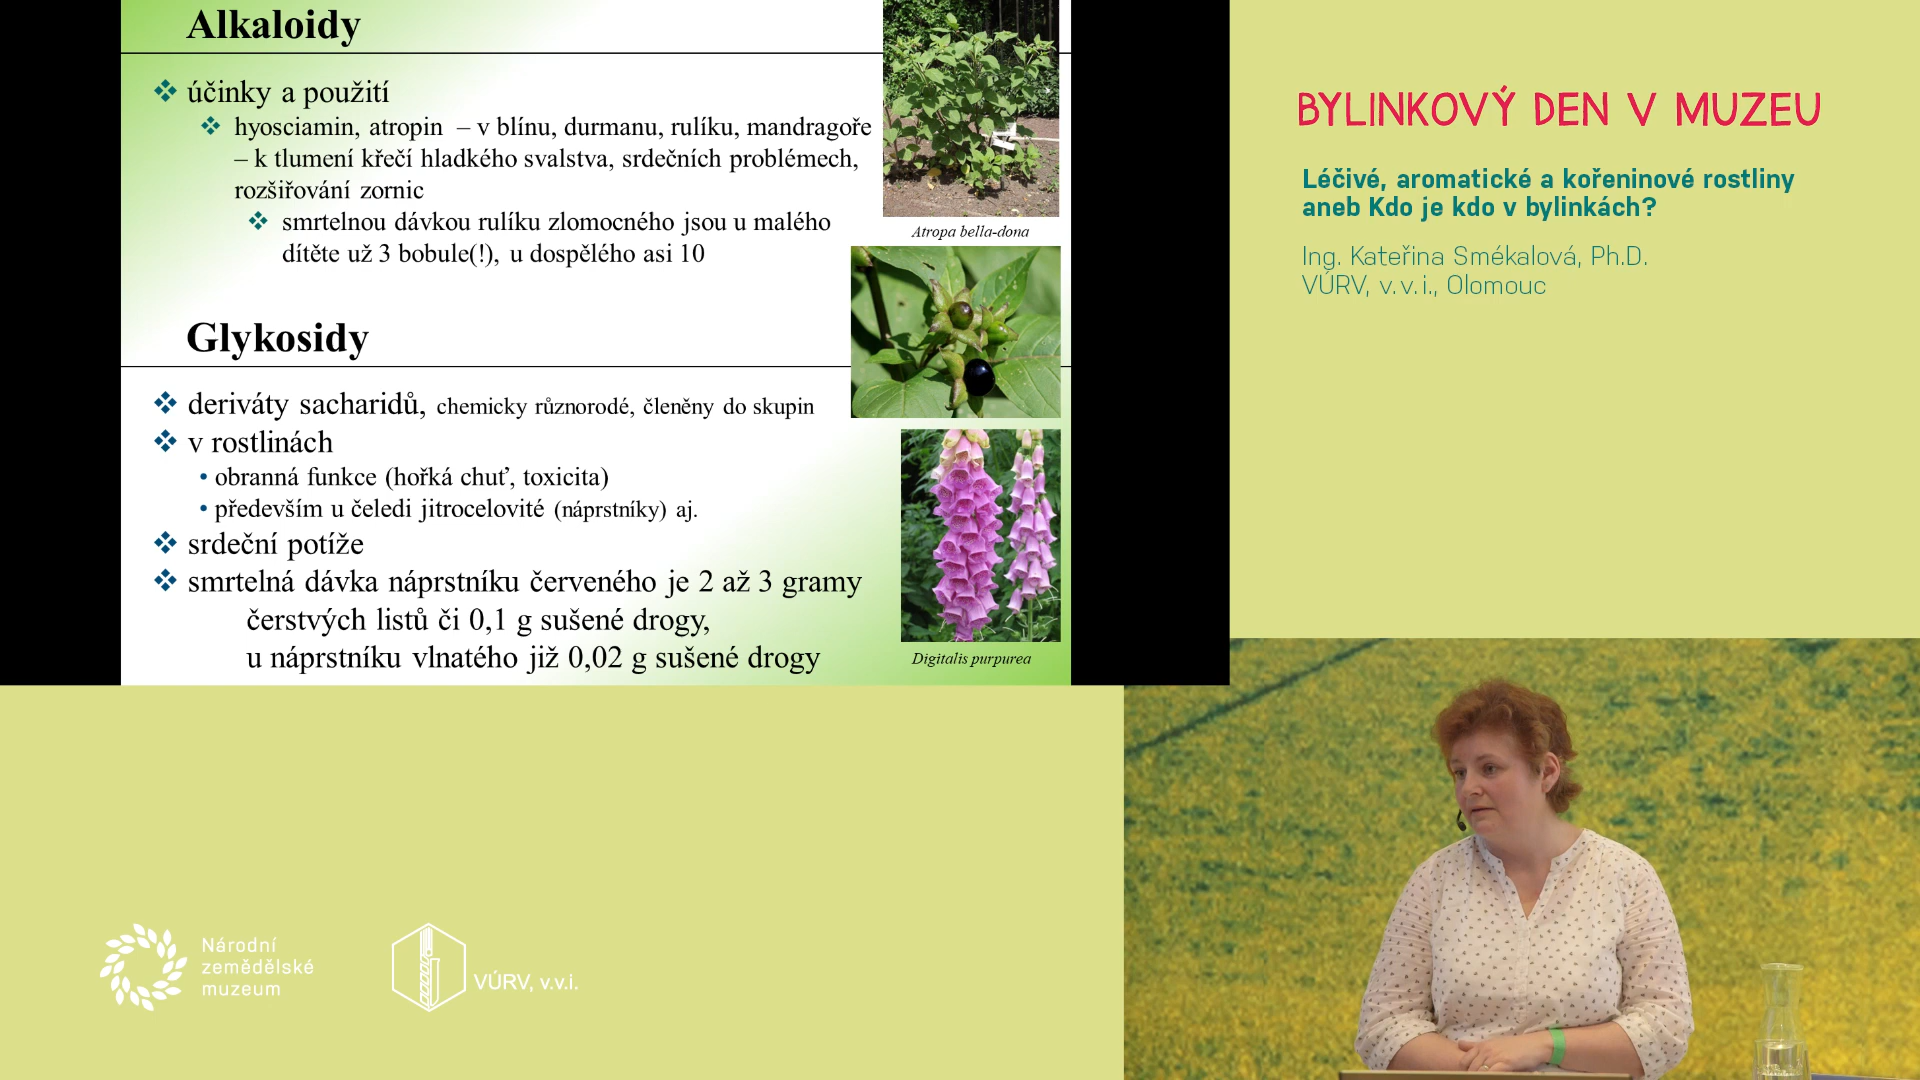 Alkaloidy
účinky a použití
hyosciamin, atropin – v blínu, durmanu, rulíku, mandragoře
– k tlumení křečí hladkého svalstva, srdečních problémech,
rozšiřování zornic
smrtelnou dávkou rulíku zlomocného jsou u malého
dítěte už 3 bobule(!), u dospělého asi 10
Atropa bella-dona
Glykosidy
deriváty sacharidů, chemicky různorodé, členěny do skupin
v rostlinách
• obranná funkce (hořká chuť, toxicita)
• především u čeledi jitrocelovité (náprstníky) aj.
srdeční potíže
smrtelná dávka náprstníku červeného je 2 až 3 gramy
čerstvých listů či 0,1 g sušené drogy,
u náprstníku vlnatého již 0,02 g sušené drogy
Digitalis purpurea
BYLINKOVÝ DEN V MUZEU
Léčivé, aromatické a kořeninové rostliny
aneb Kdo je kdo v bylinkách?
Ing. Kateřina Smékalová, Ph.D.
VÚRV, v.v.i., Olomouc
Národní
zemědělské
muzeum
VÚRV, v.v.i.